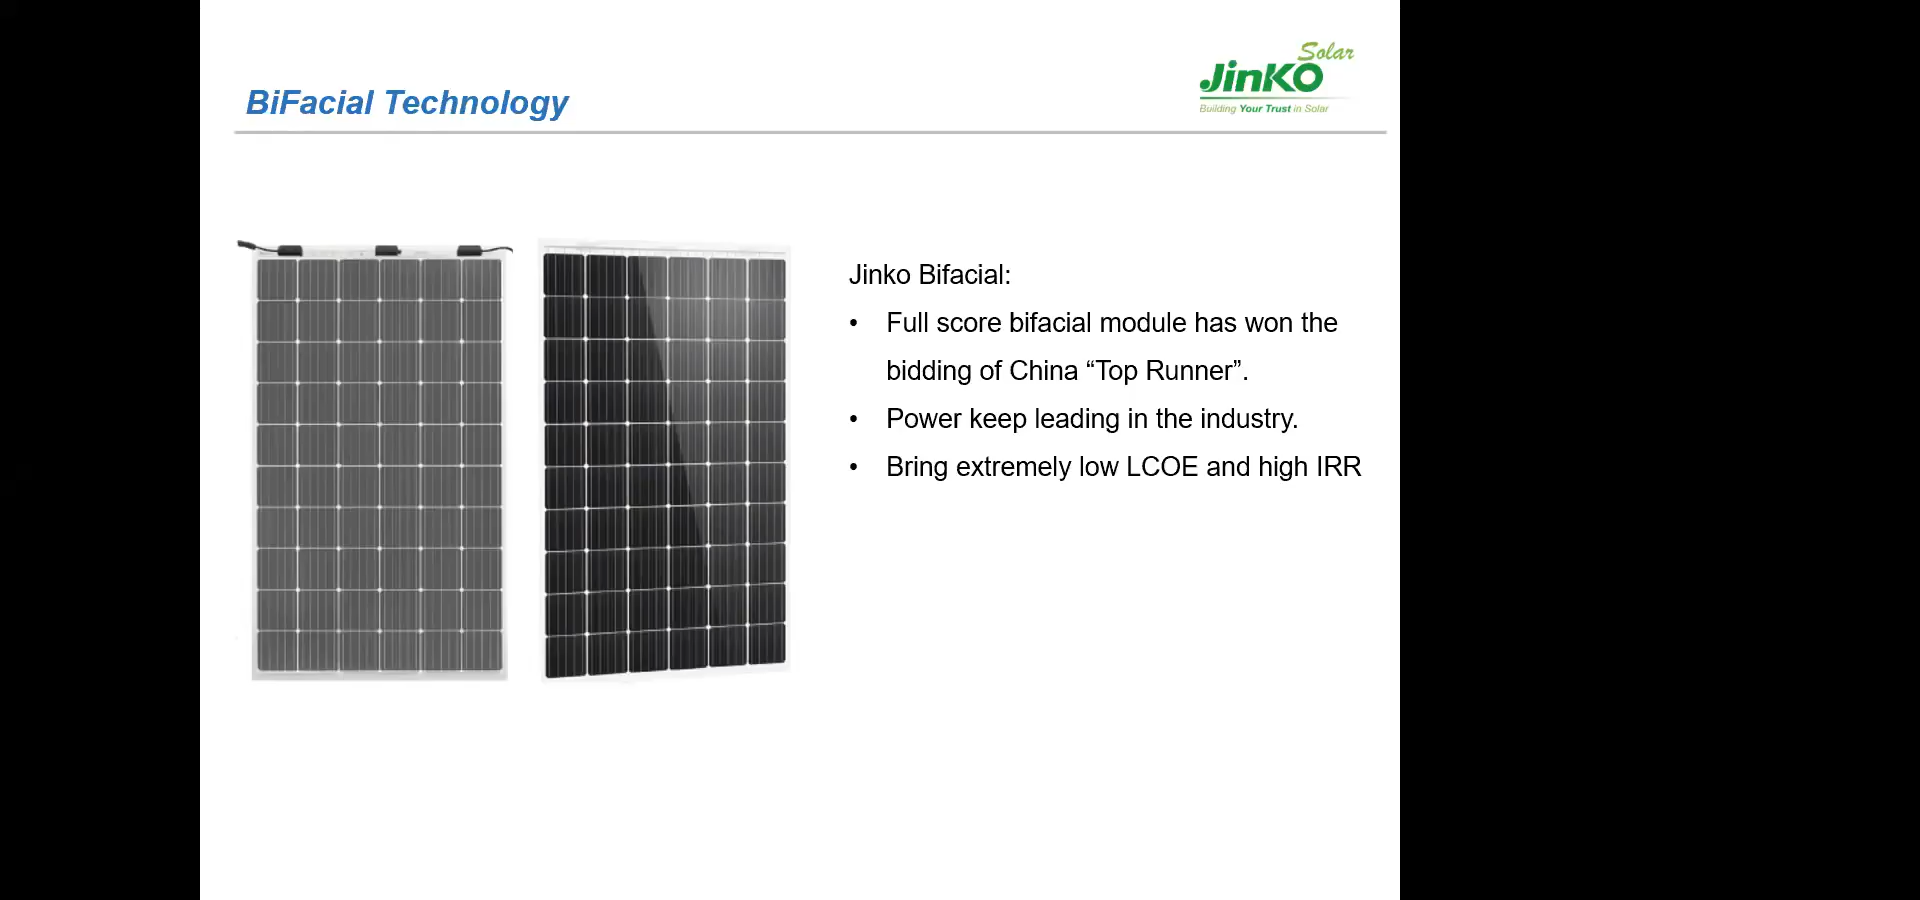 Solar
JinKO
Building Your Trust in Solar
BiFacial Technology
Jinko Bifacial:
• Full score bifacial module has won the
bidding of China “Top Runner”.
• Power keep leading in the industry.
• Bring extremely low LCOE and high IRR